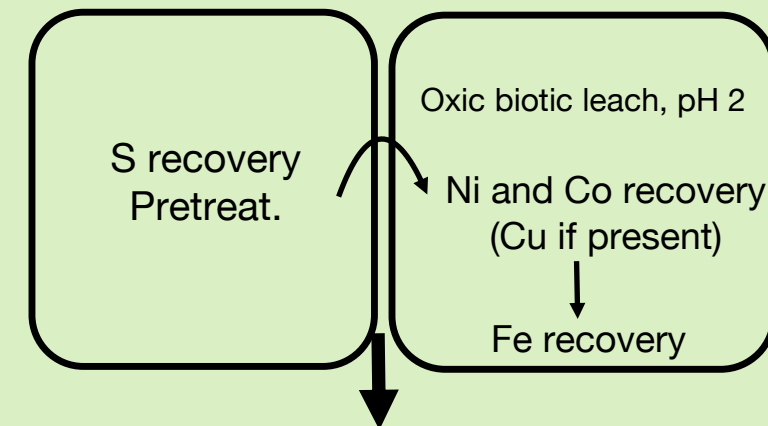 S recovery
Pretreat.
Oxic biotic leach, pH 2
Ni and Co recovery
(Cu if present)
Fe recovery